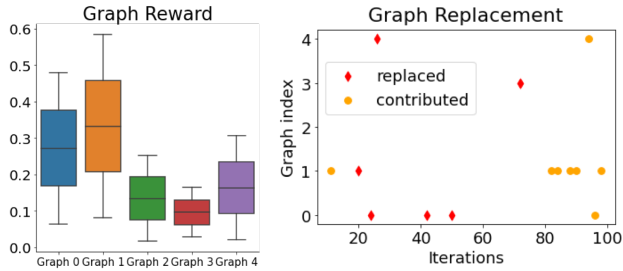 Graph Reward
0.6
0.5
0.4
0.3
0.2
0.1
0.0
Graph 0 Graph 1 Graph 2 Graph 3 Graph 4
Graph Replacement
Graph index
4
3
2
1
0
replaced
contributed
20 40 60 80 100
Iterations